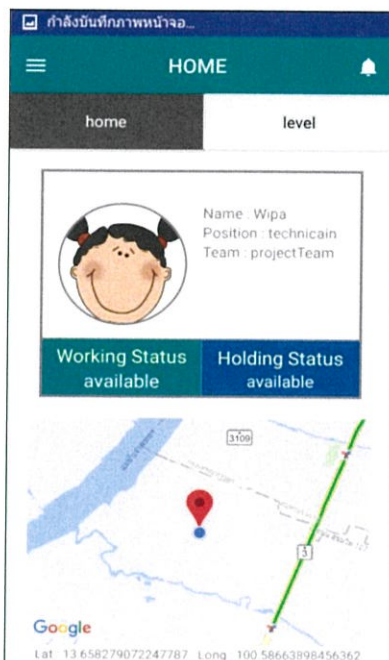 กำลังบันทึกภาพหน้าจอ...
HOME
home
level
Name : Wipa
Position : technicain
Team : projectTeam
Working Status
available
Holding Status
available
3109
3
Google
Lat : 13.658279072247787 Long : 100.58663898456362